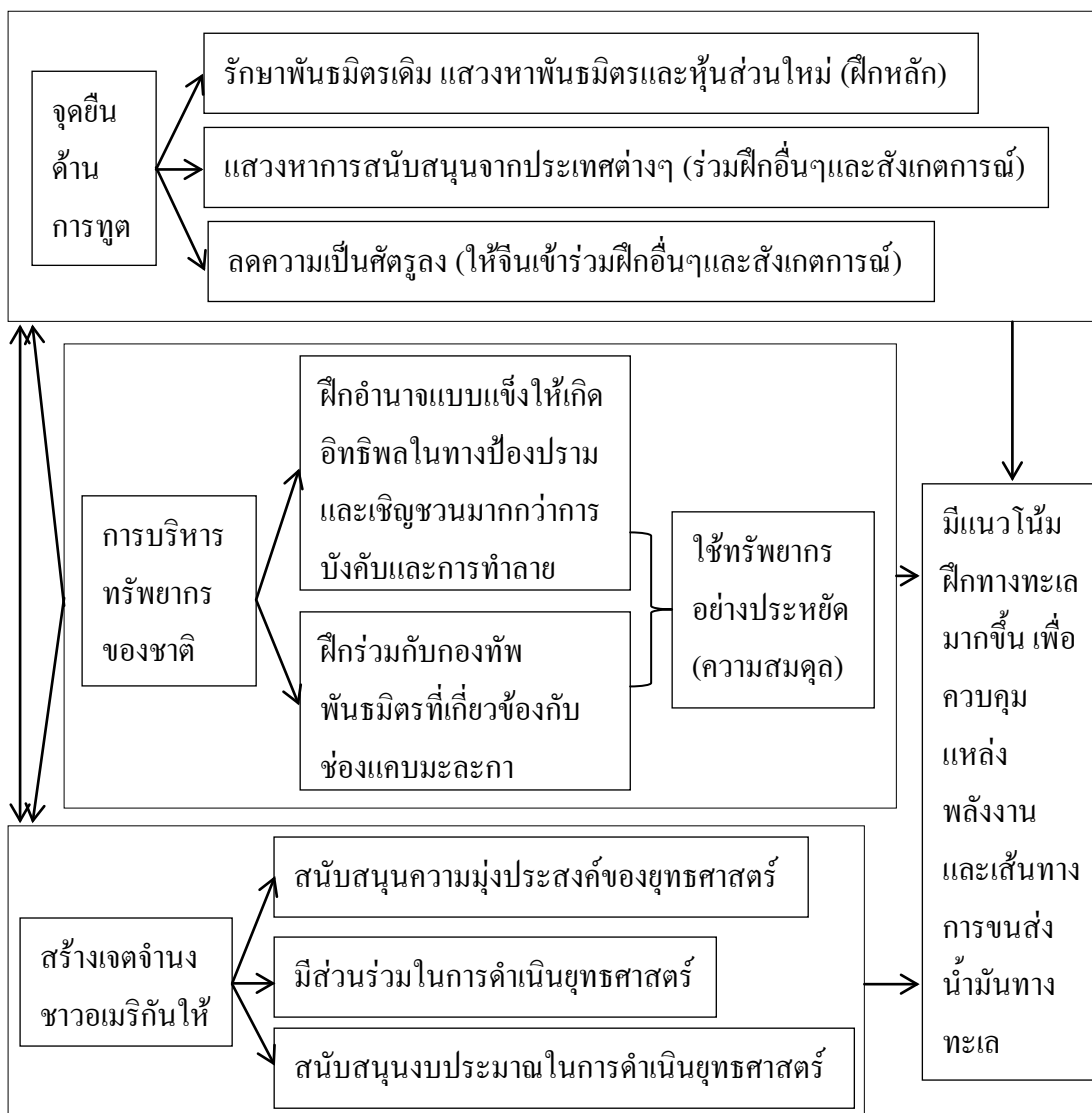 จุดยืน
ด้าน
การทูต
รักษาพันธมิตรเดิม แสวงหาพันธมิตรและหุ้นส่วนใหม่ (ฝึกหลัก)
แสวงหาการสนับสนุนจากประเทศต่างๆ (ร่วมฝึกอื่นๆและสังเกตการณ์)
ลดความเป็นศัตรูลง (ให้จีนเข้าร่วมฝึกอื่นๆและสังเกตการณ์)
การบริหาร
ทรัพยากร
ของชาติ
ฝึกอำนาจแบบแข็งให้เกิด
อิทธิพลในทางป้องปราม
และเชิญชวนมากกว่าการ
บังคับและการทำลาย
ฝึกร่วมกับกองทัพ
พันธมิตรที่เกี่ยวข้องกับ
ช่องแคบมะละกา
ใช้ทรัพยากร
อย่างประหยัด
(ความสมดุล)
มีแนวโน้ม
ฝึกทางทะเล
มากขึ้น เพื่อ
ควบคุม
แหล่ง
พลังงาน
และเส้นทาง
การขนส่ง
น้ำมันทาง
ทะเล
สร้างเจตจำนง
ชาวอเมริกันให้
สนับสนุนความมุ่งประสงค์ของยุทธศาสตร์
มีส่วนร่วมในการดำเนินยุทธศาสตร์
สนับสนุนงบประมาณในการดำเนินยุทธศาสตร์